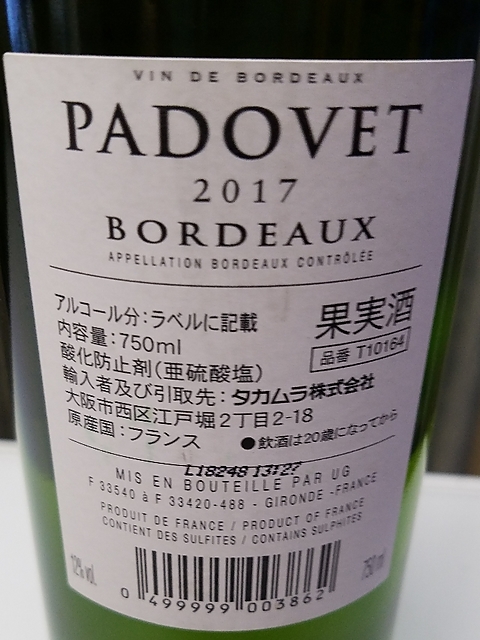 VIN DE BORDEAUX
PADOVET
2017
BORDEAUX
APPELLATION BORDEAUX CONTRÔLÉE
アルコール分:ラベルに記載
果実酒
内容量:750ml
品番 T10164
酸化防止剤(亜硫酸塩)
輸入者及び引取先:タカムラ株式会社
大阪市西区江戸堀2丁目2-18
原産国:フランス
●飲酒は20歳になってから
L18248 13:27
MIS EN BOUTEILLE PAR UG
F 33540 à F 33420-488 - GIRONDE -FRANCE
PRODUIT DE FRANCE / PRODUCT OF FRANCE
CONTIENT DES SULFITES / CONTAINS SULPHITES
12% vol.
750 ml
0 499999 003862